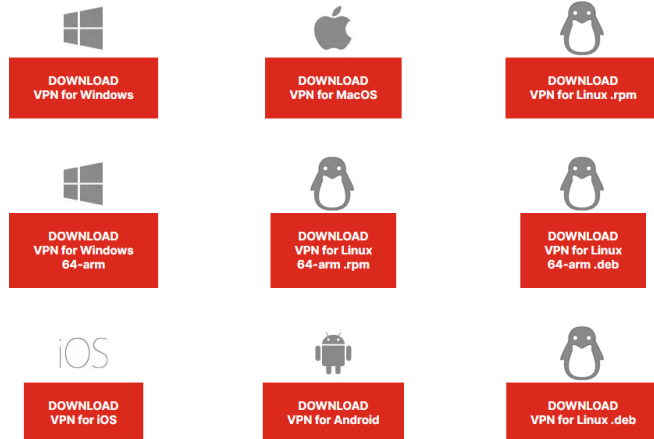 DOWNLOAD
VPN for Windows
DOWNLOAD
VPN for MacOS
DOWNLOAD
VPN for Linux .rpm
DOWNLOAD
VPN for Windows
64-arm
DOWNLOAD
VPN for Linux
64-arm .rpm
DOWNLOAD
VPN for Linux
64-arm .deb
iOS
DOWNLOAD
VPN for iOS
DOWNLOAD
VPN for Android
DOWNLOAD
VPN for Linux .deb